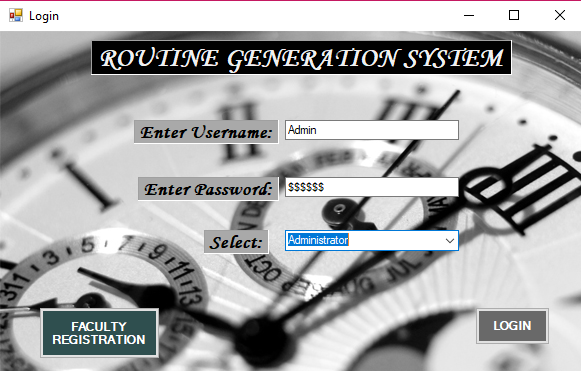 Login
ROUTINE GENERATION SYSTEM
Enter Username:
Admin
Enter Password:
$$$$$$
Select:
Administrator
FACULTY
REGISTRATION
LOGIN